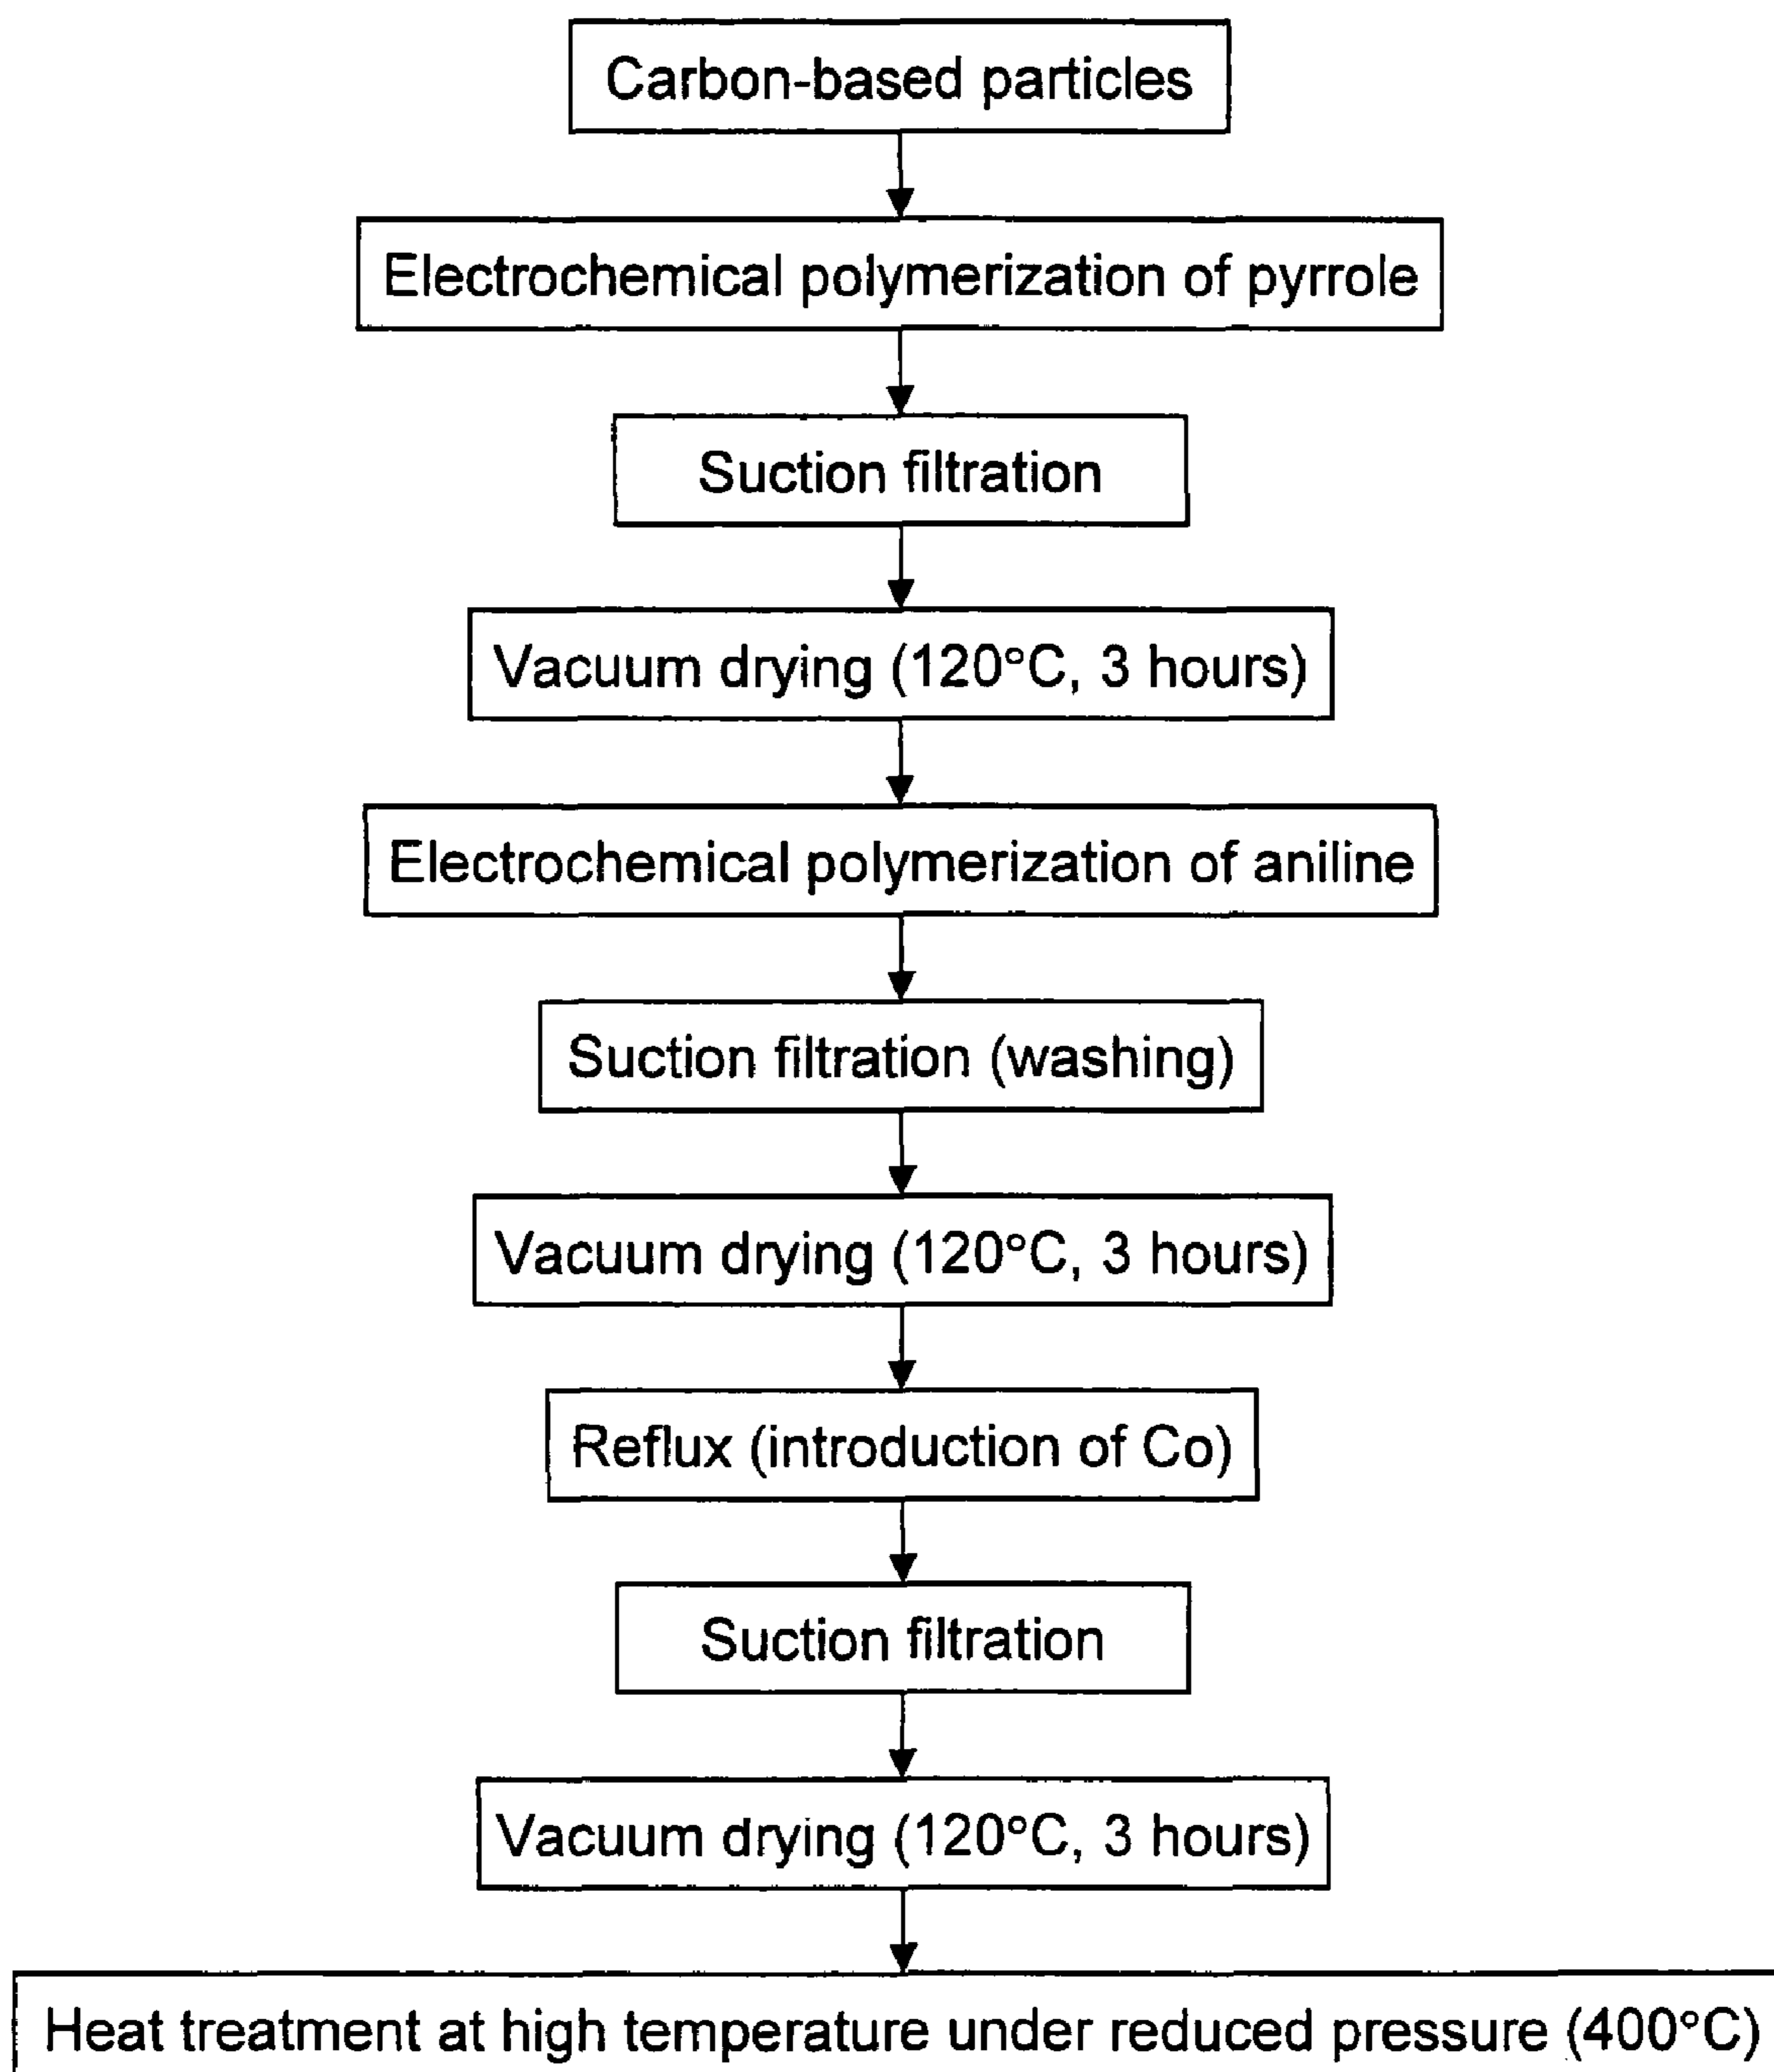 Carbon-based particles
Electrochemical polymerization of pyrrole
Suction filtration
Vacuum drying (120°C, 3 hours)
Electrochemical polymerization of aniline
Suction filtration (washing)
Vacuum drying (120°C, 3 hours)
Reflux (introduction of Co)
Suction filtration
Vacuum drying (120°C, 3 hours)
Heat treatment at high temperature under reduced pressure (400°C)